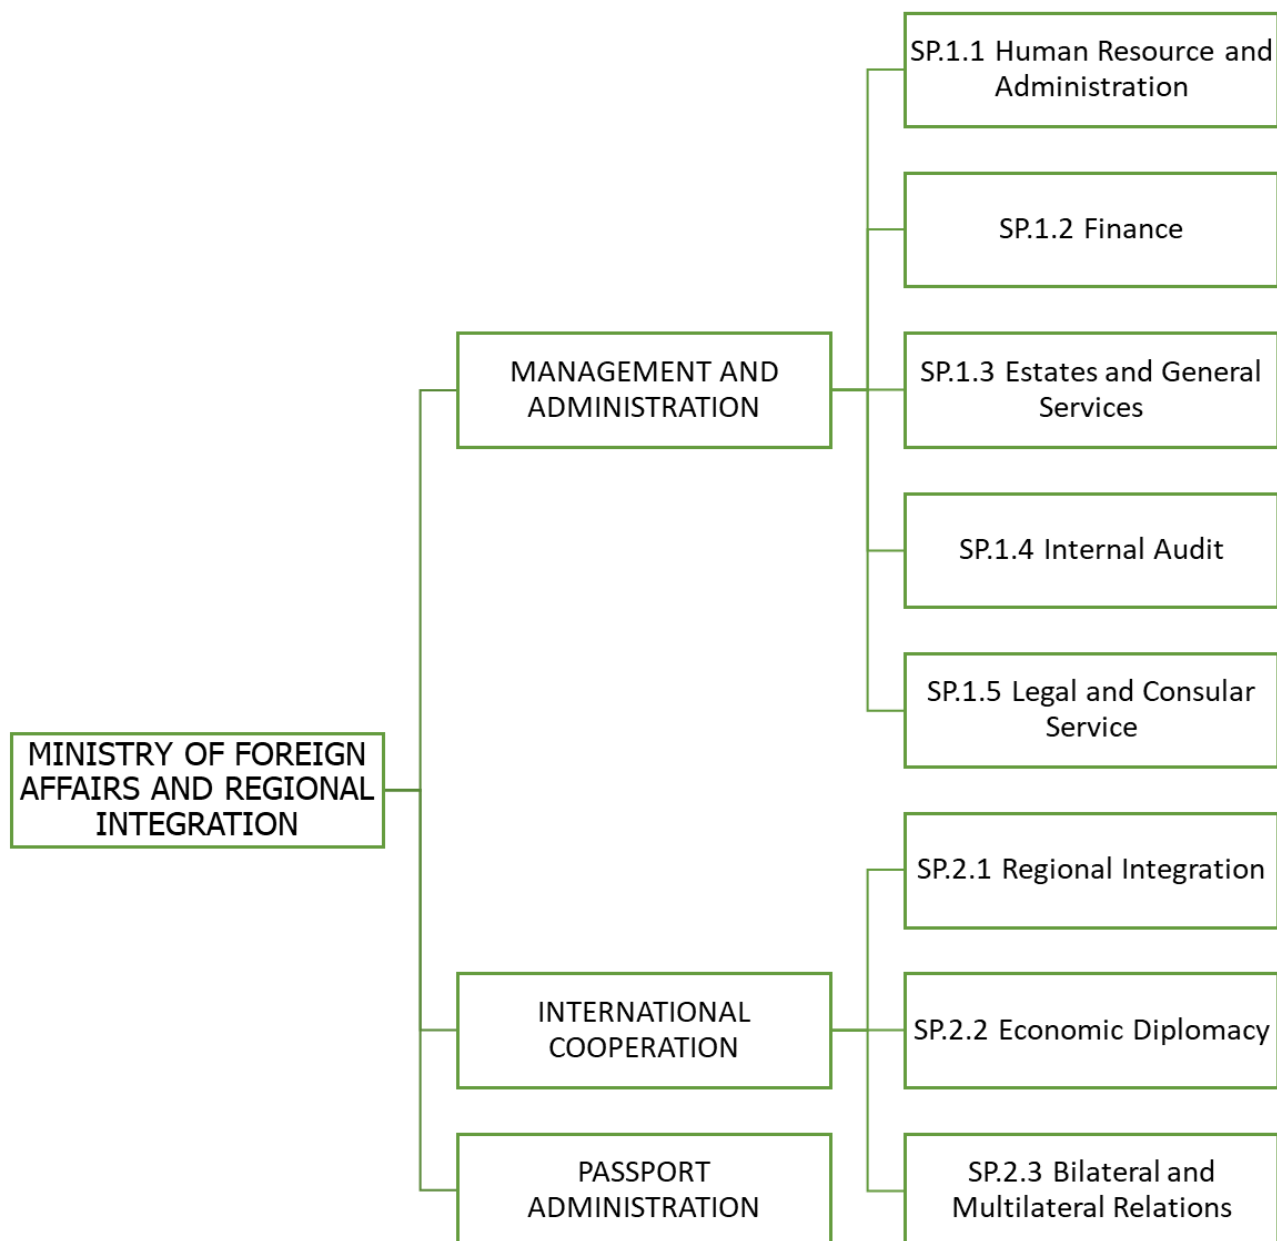 SP.1.1 Human Resource and
Administration
SP.1.2 Finance
MANAGEMENT AND
ADMINISTRATION
SP.1.3 Estates and General
Services
SP.1.4 Internal Audit
SP.1.5 Legal and Consular
Service
MINISTRY OF FOREIGN
AFFAIRS AND REGIONAL
INTEGRATION
SP.2.1 Regional Integration
INTERNATIONAL
COOPERATION
SP.2.2 Economic Diplomacy
PASSPORT
ADMINISTRATION
SP.2.3 Bilateral and
Multilateral Relations